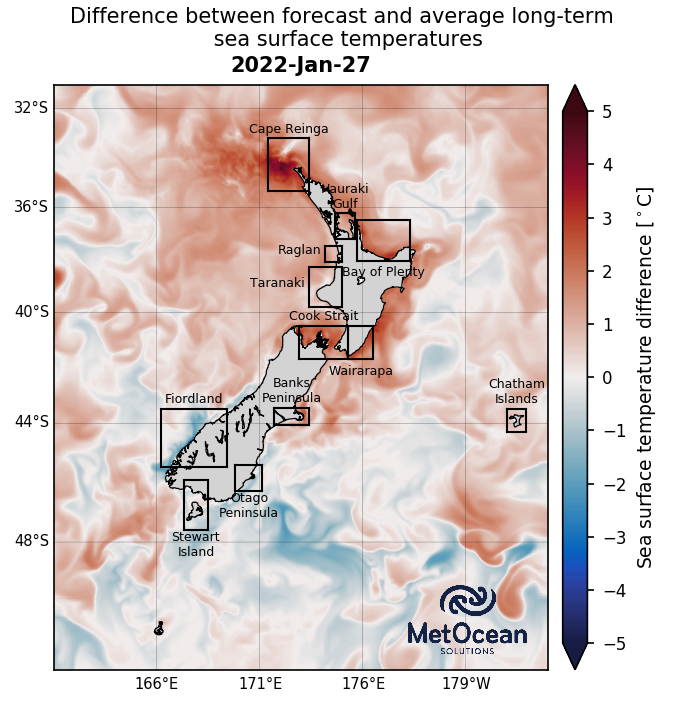 Difference between forecast and average long-term
sea surface temperatures
2022-Jan-27
32°S
36°S
40°S
44°S
48°S
Cape Reinga
Hauraki
Gulf
Raglan
Bay of Plenty
Taranaki
Cook Strait
Wairarapa
Banks
Peninsula
Fiordland
Chatham
Islands
Otago
Peninsula
Stewart
Island
MetOcean
SOLUTIONS
166°E
171°E
176°E
179°W
5
4
3
2
1
0
−1
−2
−3
−4
−5
Sea surface temperature difference [°C]